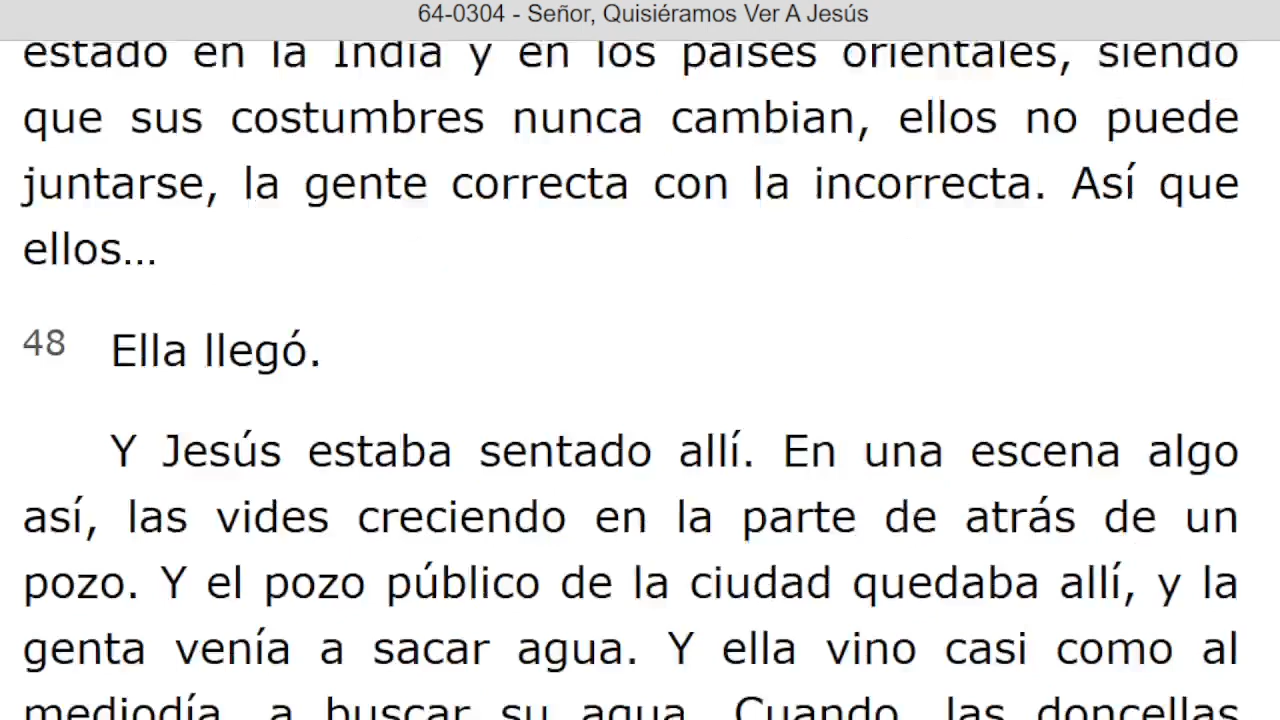 64-0304 - Señor, Quisiéramos Ver A Jesús
estado en la India y en los países orientales, siendo
que sus costumbres nunca cambian, ellos no puede
juntarse, la gente correcta con la incorrecta. Así que
ellos...
48 Ella llegó.
Y Jesús estaba sentado allí. En una escena algo
así, las vides creciendo en la parte de atrás de un
pozo. Y el pozo público de la ciudad quedaba allí, y la
genta venía a sacar agua. Y ella vino casi como al
mediodía, a buscar su agua. Cuando, las doncellas